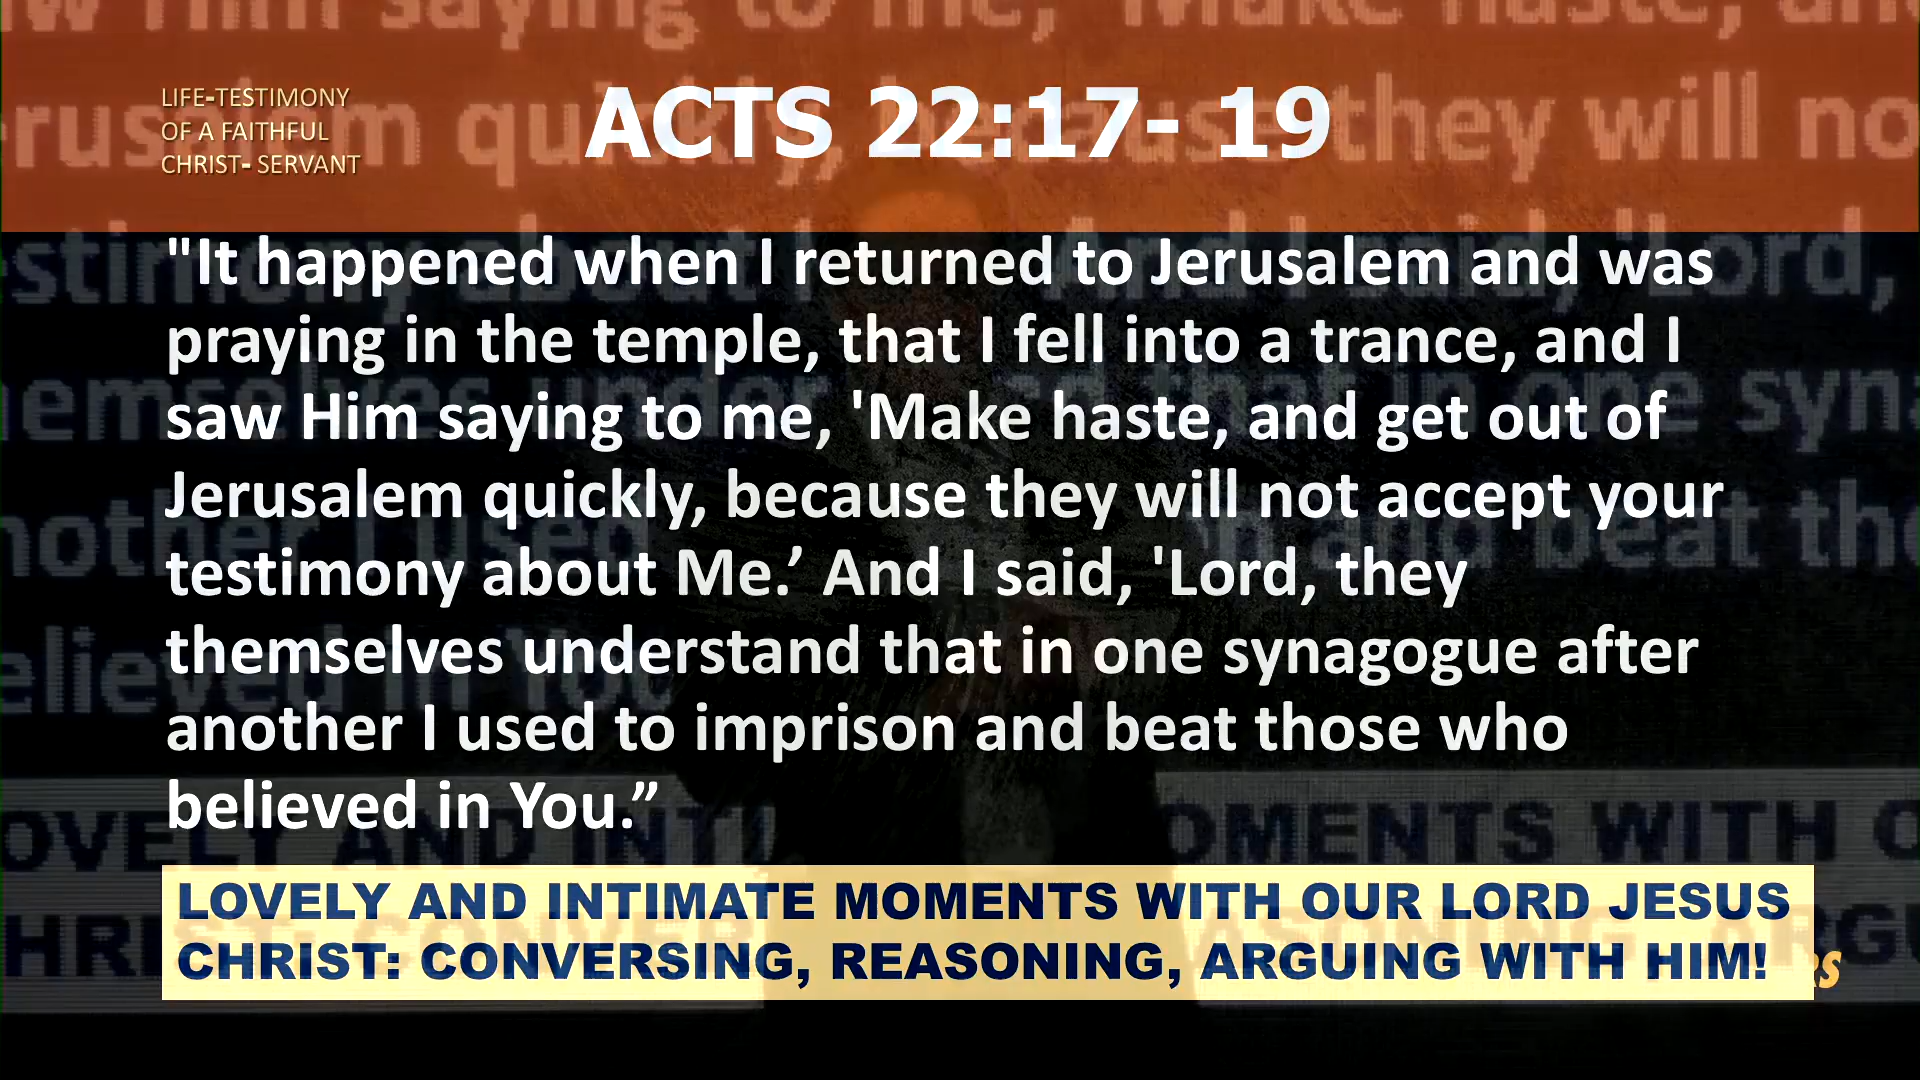 LIFE-TESTIMONY
OF A FAITHFUL
CHRIST- SERVANT
ACTS 22:17- 19
"It happened when I returned to Jerusalem and was
praying in the temple, that I fell into a trance, and I
saw Him saying to me, 'Make haste, and get out of
Jerusalem quickly, because they will not accept your
testimony about Me.’ And I said, 'Lord, they
themselves understand that in one synagogue after
another I used to imprison and beat those who
believed in You.”
LOVELY AND INTIMATE MOMENTS WITH OUR LORD JESUS
CHRIST: CONVERSING, REASONING, ARGUING WITH HIM!